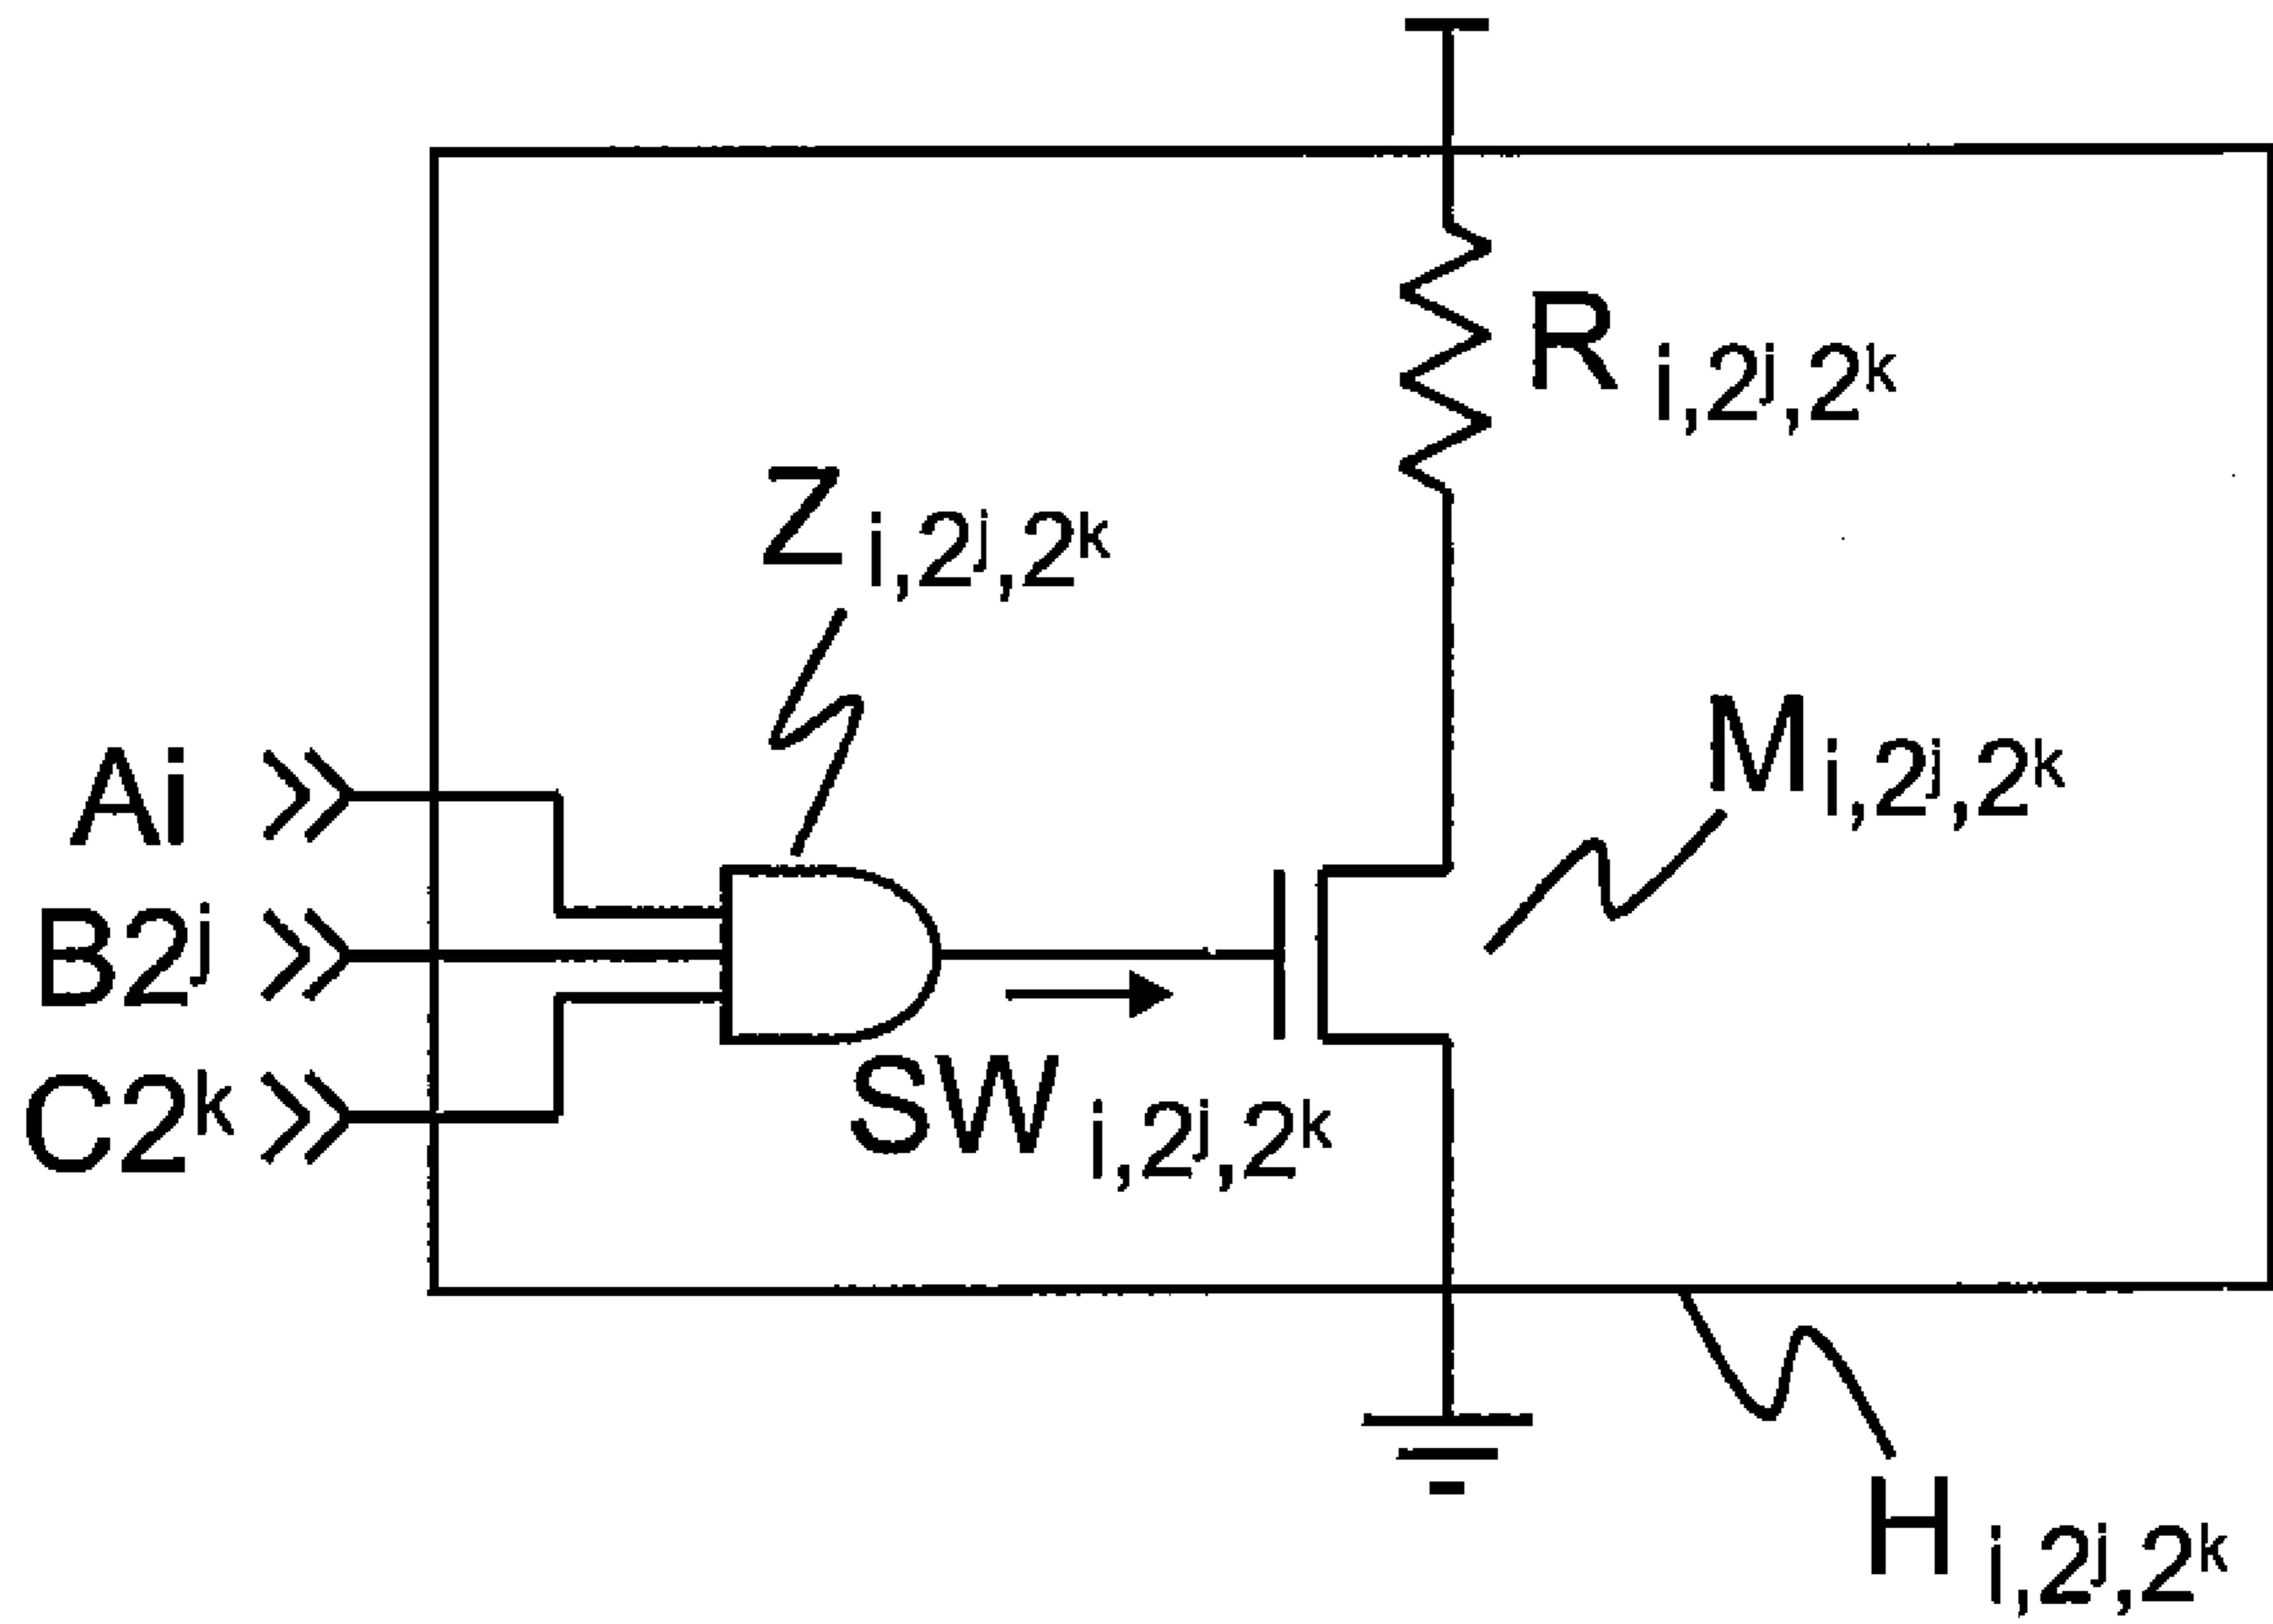 R i,2ʲ,2ᵏ
Z i,2ʲ,2ᵏ
M i,2ʲ,2ᵏ
Ai
B2ʲ
C2ᵏ
SW i,2ʲ,2ᵏ
H i,2ʲ,2ᵏ